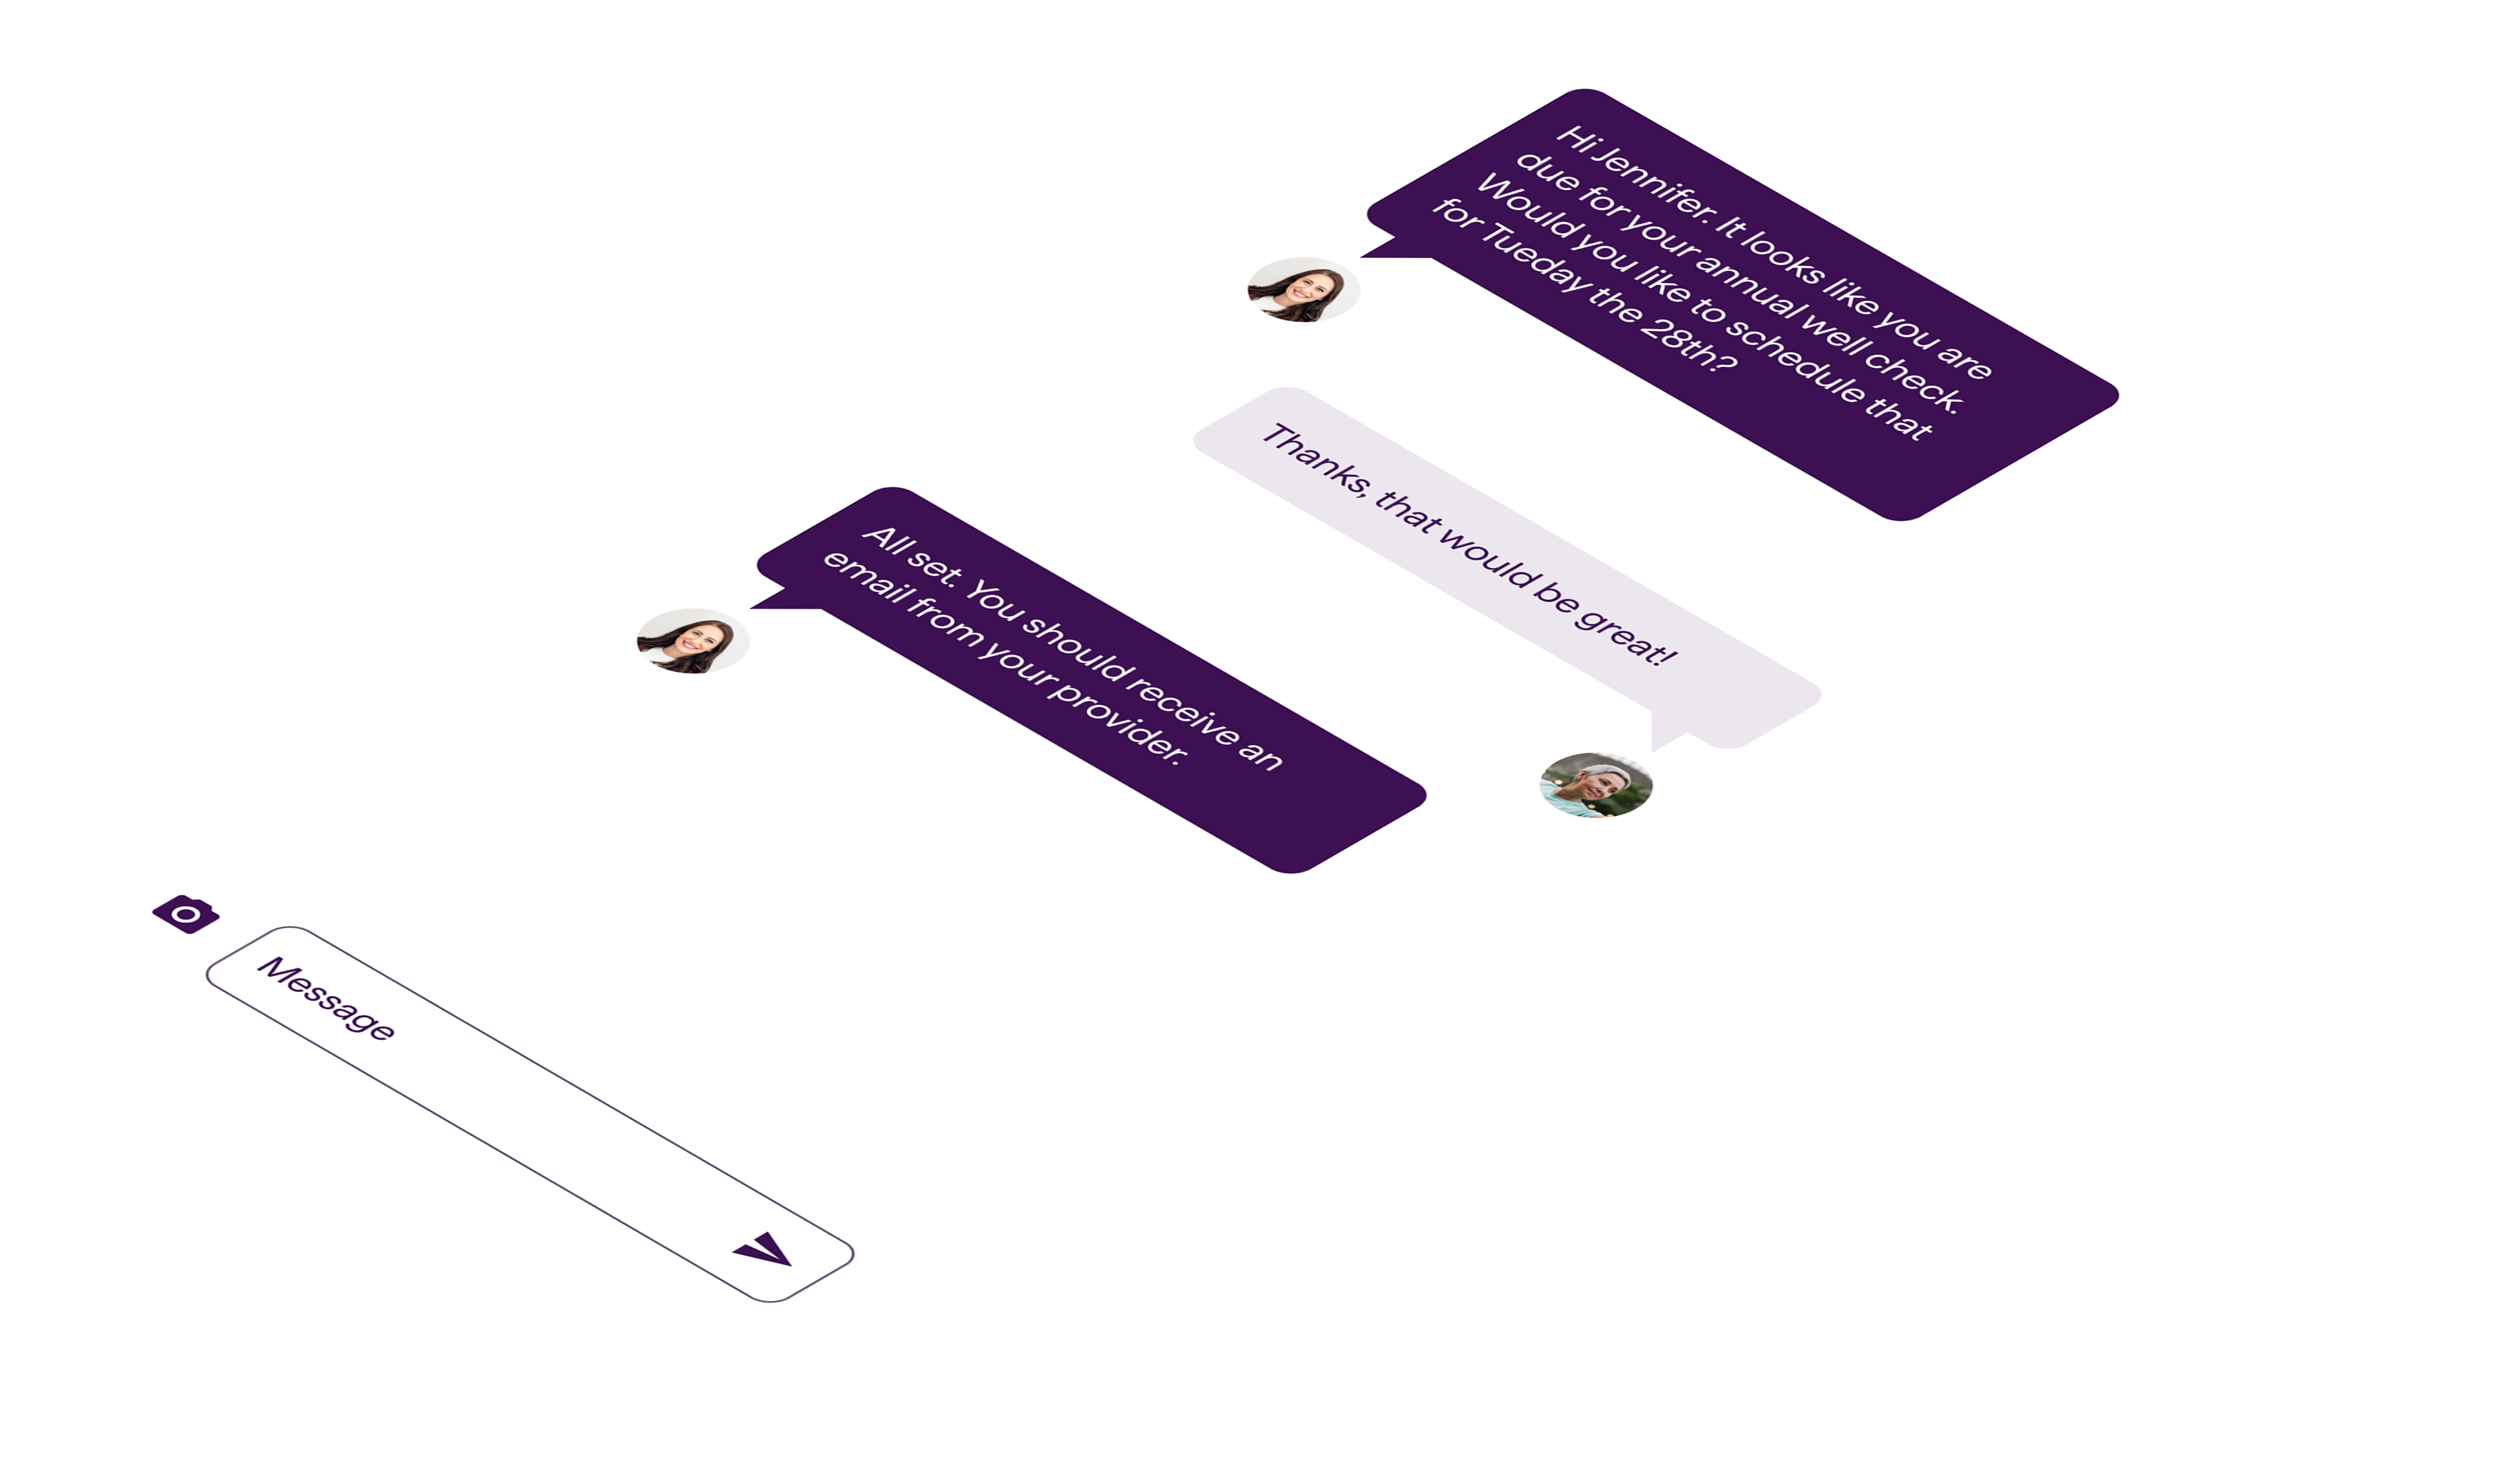 Hi Jennifer. It looks like you are
due for your annual well check.
Would you like to schedule that
for Tueday the 28th?
Thanks, that would be great!
All set. You should receive an
email from your provider.
Message